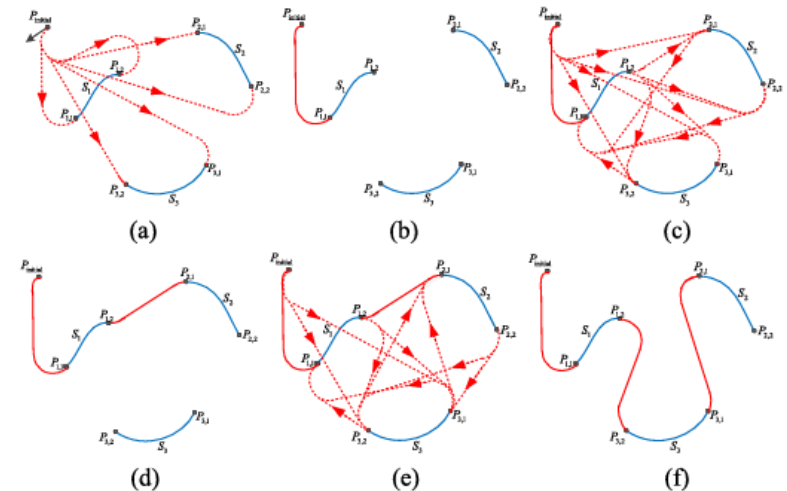 P_initial
P_2,1
S_2
P_1,2
S_1
P_2,2
P_1,1
P_3,1
P_3,2
S_3
(a)
P_initial
P_2,1
S_2
P_1,2
S_1
P_2,2
P_1,1
P_3,1
P_3,2
S_3
(b)
P_initial
P_2,1
S_2
P_1,2
S_1
P_2,2
P_1,1
P_3,1
P_3,2
S_3
(c)
P_initial
P_2,1
S_2
P_1,2
S_1
P_2,2
P_1,1
P_3,1
P_3,2
S_3
(d)
P_initial
P_2,1
S_2
P_1,2
S_1
P_2,2
P_1,1
P_3,1
P_3,2
S_3
(e)
P_initial
P_2,1
S_2
P_1,2
S_1
P_2,2
P_1,1
P_3,1
P_3,2
S_3
(f)